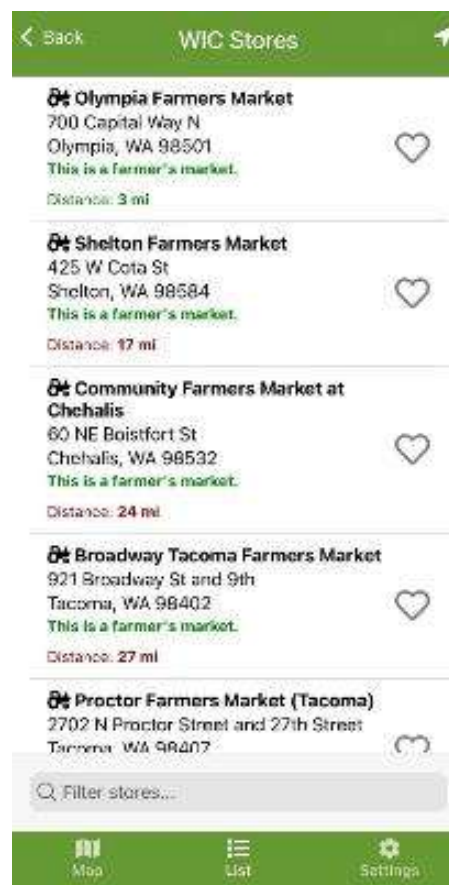 Back
WIC Stores
Olympia Farmers Market
700 Capital Way N
Olympia, WA 98501
This is a farmer's market.
Distance: 3 mi
Shelton Farmers Market
425 W Cota St
Shelton, WA 98584
This is a farmer's market.
Distance: 17 mi
Community Farmers Market at
Chehalis
60 NE Boistfort St
Chehalis, WA 98532
This is a farmer's market.
Distance: 24 mi
Broadway Tacoma Farmers Market
921 Broadway St and 9th
Tacoma, WA 98402
This is a farmer's market.
Distance: 27 mi
Proctor Farmers Market (Tacoma)
2702 N Proctor Street and 27th Street
Tacoma, WA 98407
Filter stores...
Map
List
Settings